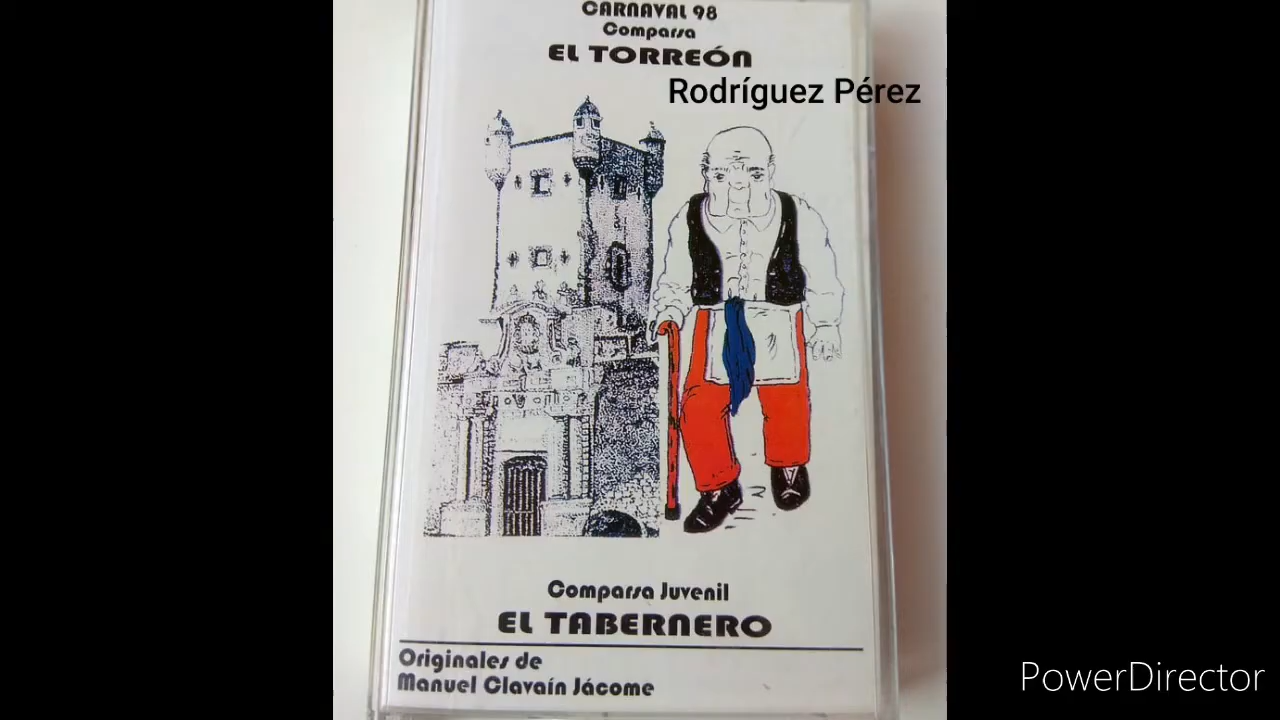 CARNAVAL 98
Comparsa
EL TORREÓN
Rodríguez Pérez
Comparsa Juvenil
EL TABERNERO
Originales de
Manuel Clavaín Jácome
PowerDirector